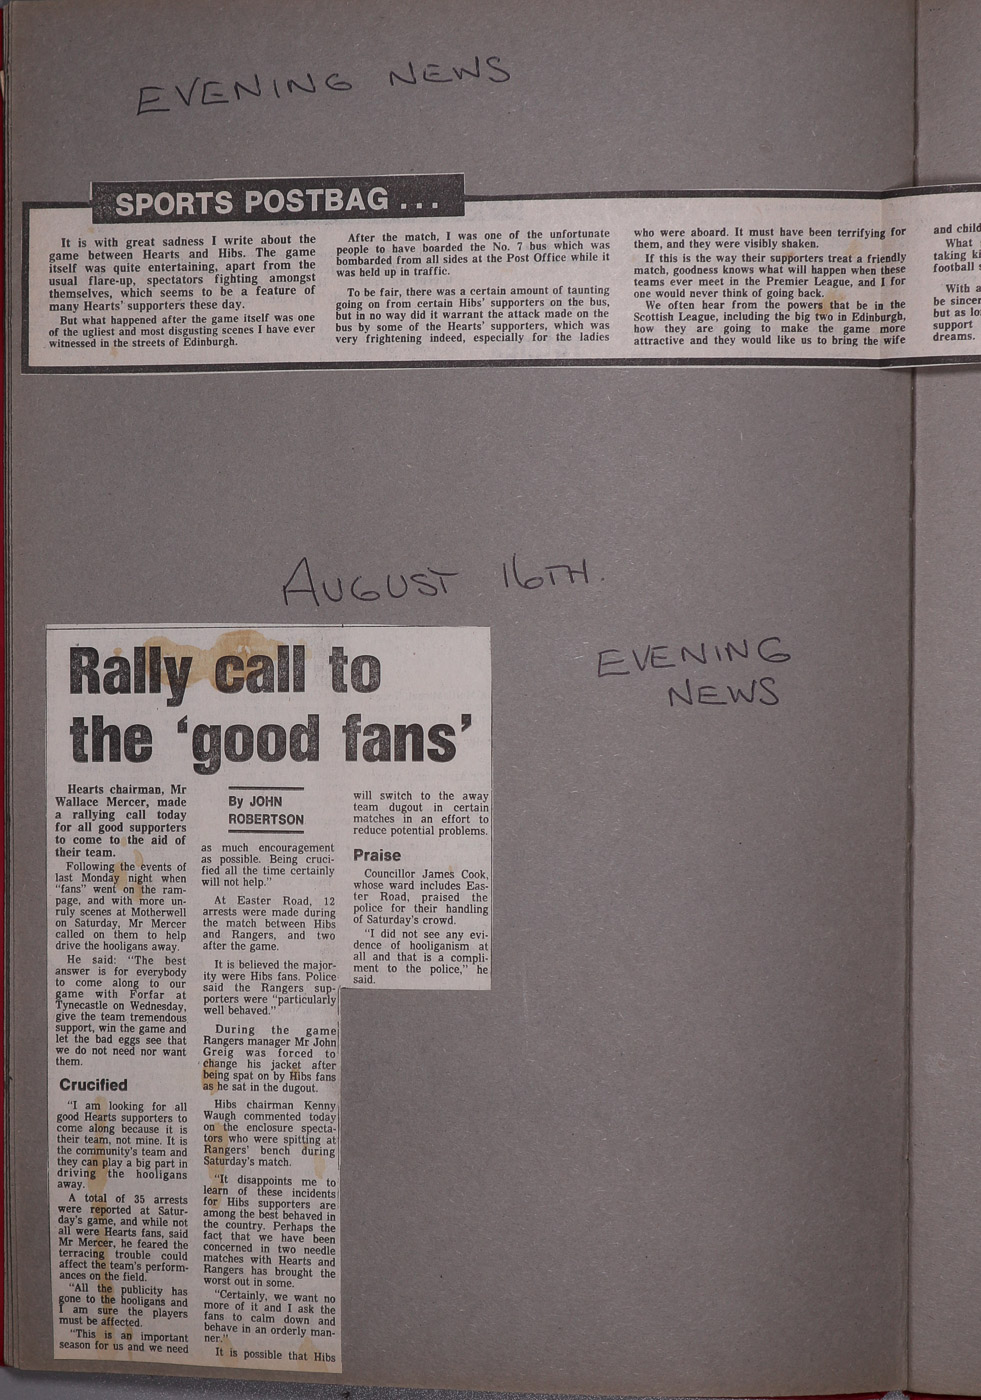 EVENING NEWS
SPORTS POSTBAG . . .
It is with great sadness I write about the
game between Hearts and Hibs. The game
itself was quite entertaining, apart from the
usual flare-up, spectators fighting amongst
themselves, which seems to be a feature of
many Hearts' supporters these day.
But what happened after the game itself was one
of the ugliest and most disgusting scenes I have ever
witnessed in the streets of Edinburgh.
After the match, I was one of the unfortunate
people to have boarded the No. 7 bus which was
bombarded from all sides at the Post Office while it
was held up in traffic.
To be fair, there was a certain amount of taunting
going on from certain Hibs' supporters on the bus,
but in no way did it warrant the attack made on the
bus by some of the Hearts' supporters, which was
very frightening indeed, especially for the ladies
who were aboard. It must have been terrifying for
them, and they were visibly shaken.
If this is the way their supporters treat a friendly
match, goodness knows what will happen when these
teams ever meet in the Premier League, and I for
one would never think of going back.
We often hear from the powers that be in the
Scottish League, including the big two in Edinburgh,
how they are going to make the game more
attractive and they would like us to bring the wife
and child
What
taking ki
football s
With a
be sincer
but as lo
support
dreams.
AUGUST 16TH.
EVENING
NEWS
Rally call to
the 'good fans'
Hearts chairman, Mr
Wallace Mercer, made
a rallying call today
for all good supporters
to come to the aid of
their team.
Following the events of
last Monday night when
"fans" went on the ram-
page, and with more un-
ruly scenes at Motherwell
on Saturday, Mr Mercer
called on them to help
drive the hooligans away.
He said: "The best
answer is for everybody
to come along to our
game with Forfar at
Tynecastle on Wednesday,
give the team tremendous
support, win the game and
let the bad eggs see that
we do not need nor want
them.
Crucified
"I am looking for all
good Hearts supporters to
come along because it is
their team, not mine. It is
the community's team and
they can play a big part in
driving the hooligans
away.
A total of 35 arrests
were reported at Satur-
day's game, and while not
all were Hearts fans, said
Mr Mercer, he feared the
terracing trouble could
affect the team's perform-
ances on the field.
"All the publicity has
gone to the hooligans and
I am sure the players
must be affected.
"This is an important
season for us and we need
By JOHN
ROBERTSON
as much encouragement
as possible. Being cruci-
fied all the time certainly
will not help."
At Easter Road, 12
arrests were made during
the match between Hibs
and Rangers, and two
after the game.
It is believed the major-
ity were Hibs fans. Police
said the Rangers sup-
porters were "particularly
well behaved."
During the game
Rangers manager Mr John
Greig was forced to
change his jacket after
being spat on by Hibs fans
as he sat in the dugout.
Hibs chairman Kenny
Waugh commented today
on the enclosure specta-
tors who were spitting at
Rangers' bench during
Saturday's match.
"It disappoints me to
learn of these incidents
for Hibs supporters are
among the best behaved in
the country. Perhaps the
fact that we have been
concerned in two needle
matches with Hearts and
Rangers has brought the
worst out in some.
"Certainly, we want no
more of it and I ask the
fans to calm down and
behave in an orderly man-
ner."
It is possible that Hibs
will switch to the away
team dugout in certain
matches in an effort to
reduce potential problems.
Praise
Councillor James Cook,
whose ward includes Eas-
ter Road, praised the
police for their handling
of Saturday's crowd.
"I did not see any evi-
dence of hooliganism at
all and that is a compli-
ment to the police," he
said.